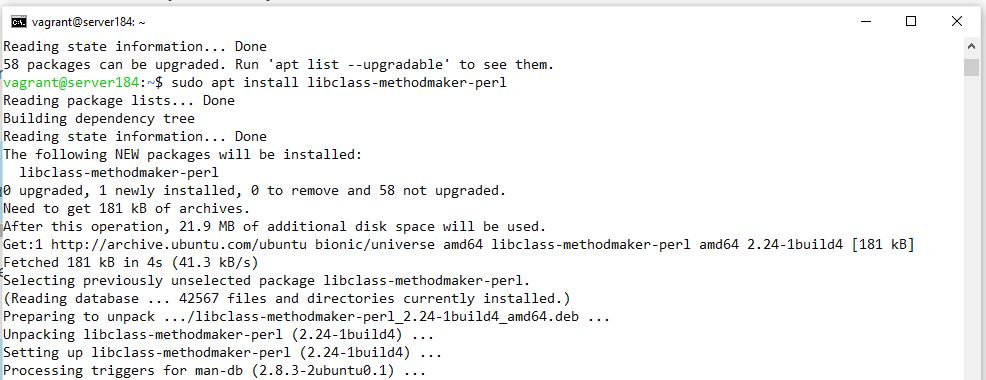 vagrant@server184: ~
Reading state information... Done
58 packages can be upgraded. Run 'apt list --upgradable' to see them.
vagrant@server184:~$ sudo apt install libclass-methodmaker-perl
Reading package lists... Done
Building dependency tree
Reading state information... Done
The following NEW packages will be installed:
  libclass-methodmaker-perl
0 upgraded, 1 newly installed, 0 to remove and 58 not upgraded.
Need to get 181 kB of archives.
After this operation, 21.9 MB of additional disk space will be used.
Get:1 http://archive.ubuntu.com/ubuntu bionic/universe amd64 libclass-methodmaker-perl amd64 2.24-1build4 [181 kB]
Fetched 181 kB in 4s (41.3 kB/s)
Selecting previously unselected package libclass-methodmaker-perl.
(Reading database ... 42567 files and directories currently installed.)
Preparing to unpack .../libclass-methodmaker-perl_2.24-1build4_amd64.deb ...
Unpacking libclass-methodmaker-perl (2.24-1build4) ...
Setting up libclass-methodmaker-perl (2.24-1build4) ...
Processing triggers for man-db (2.8.3-2ubuntu0.1) ...